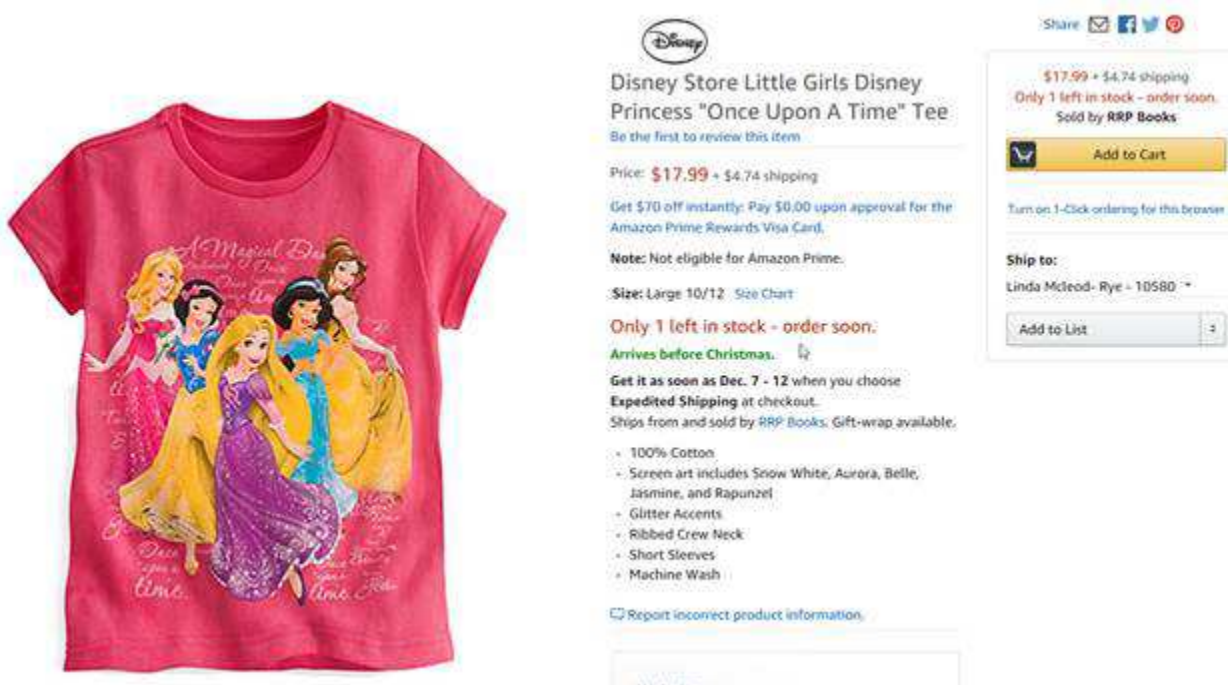 A Magical Day
Once
upon a
time.
time.
Disney
Disney Store Little Girls Disney
Princess "Once Upon A Time" Tee
Be the first to review this item
Price: $17.99 + $4.74 shipping
Get $70 off instantly: Pay $0.00 upon approval for the
Amazon Prime Rewards Visa Card.
Note: Not eligible for Amazon Prime.
Size: Large 10/12 Size Chart
Only 1 left in stock - order soon.
Arrives before Christmas.
Get it as soon as Dec. 7 - 12 when you choose
Expedited Shipping at checkout.
Ships from and sold by RRP Books. Gift-wrap available.
- 100% Cotton
- Screen art includes Snow White, Aurora, Belle,
Jasmine, and Rapunzel
- Glitter Accents
- Ribbed Crew Neck
- Short Sleeves
- Machine Wash
Report incorrect product information.
Share
$17.99 + $4.74 shipping
Only 1 left in stock - order soon.
Sold by RRP Books
Add to Cart
Turn on 1-Click ordering for this browser
Ship to:
Linda Mcleod- Rye - 10580
Add to List